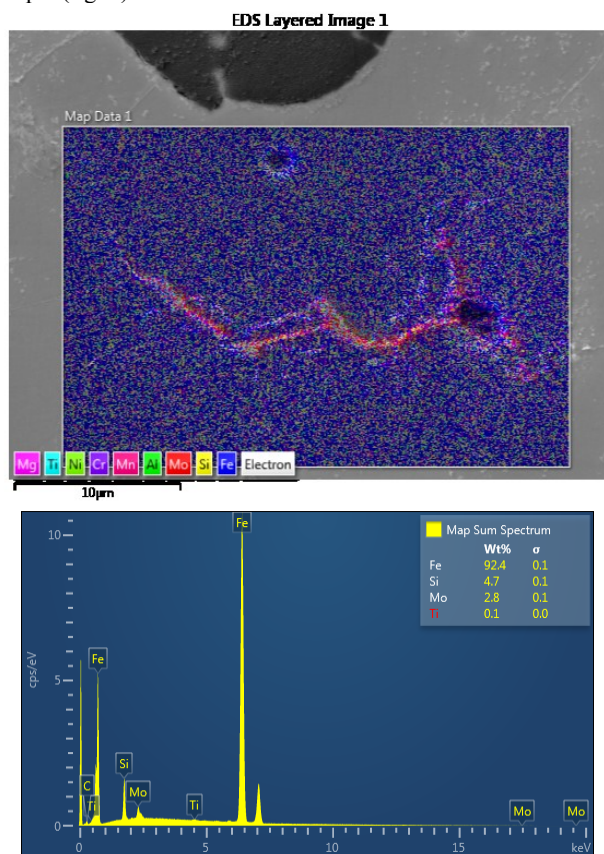 EDS Layered Image 1
Map Data 1
Mg Ti Ni Cr Mn Al Mo Si Fe Electron
10μm
Map Sum Spectrum
Wt% σ
Fe 92.4 0.1
Si 4.7 0.1
Mo 2.8 0.1
Ti 0.1 0.0
cps/eV
10
5
0
Fe
Fe
Si
C
Ti
Mo
Ti
Mo
Mo
0 5 10 15 keV